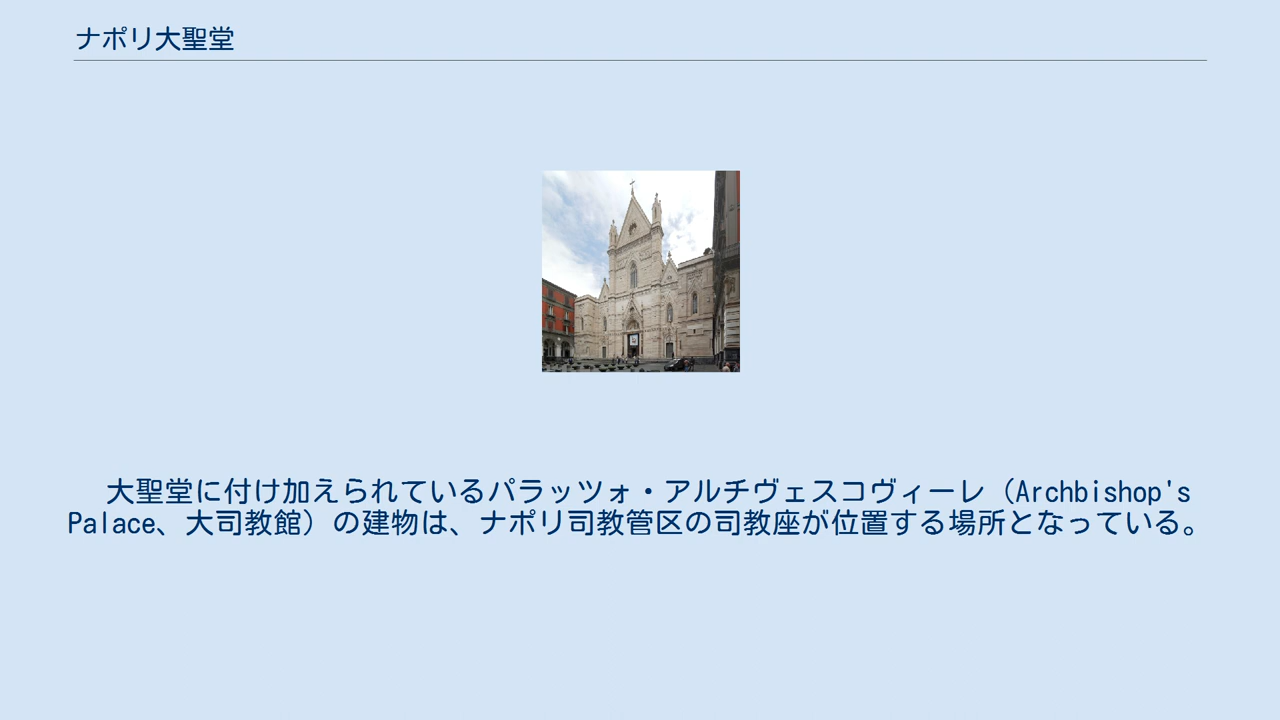 ナポリ大聖堂
大聖堂に付け加えられているパラッツォ・アルチヴェスコヴィーレ（Archbishop's
Palace、大司教館）の建物は、ナポリ司教管区の司教座が位置する場所となっている。